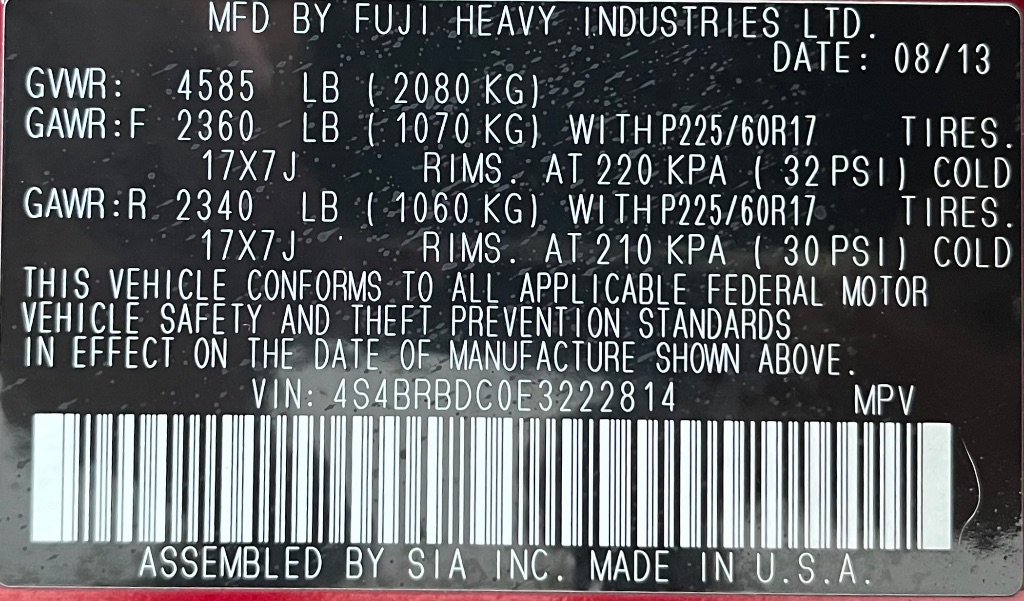 MFD BY FUJI HEAVY INDUSTRIES LTD.
DATE: 08/13
GVWR: 4585 LB ( 2080 KG)
GAWR:F 2360 LB ( 1070 KG) WITH P225/60R17 TIRES.
17X7J RIMS. AT 220 KPA ( 32 PSI) COLD
GAWR:R 2340 LB ( 1060 KG) WITH P225/60R17 TIRES.
17X7J RIMS. AT 210 KPA ( 30 PSI) COLD
THIS VEHICLE CONFORMS TO ALL APPLICABLE FEDERAL MOTOR
VEHICLE SAFETY AND THEFT PREVENTION STANDARDS
IN EFFECT ON THE DATE OF MANUFACTURE SHOWN ABOVE.
VIN: 4S4BRBDC0E3222814 MPV
ASSEMBLED BY SIA INC. MADE IN U.S.A.